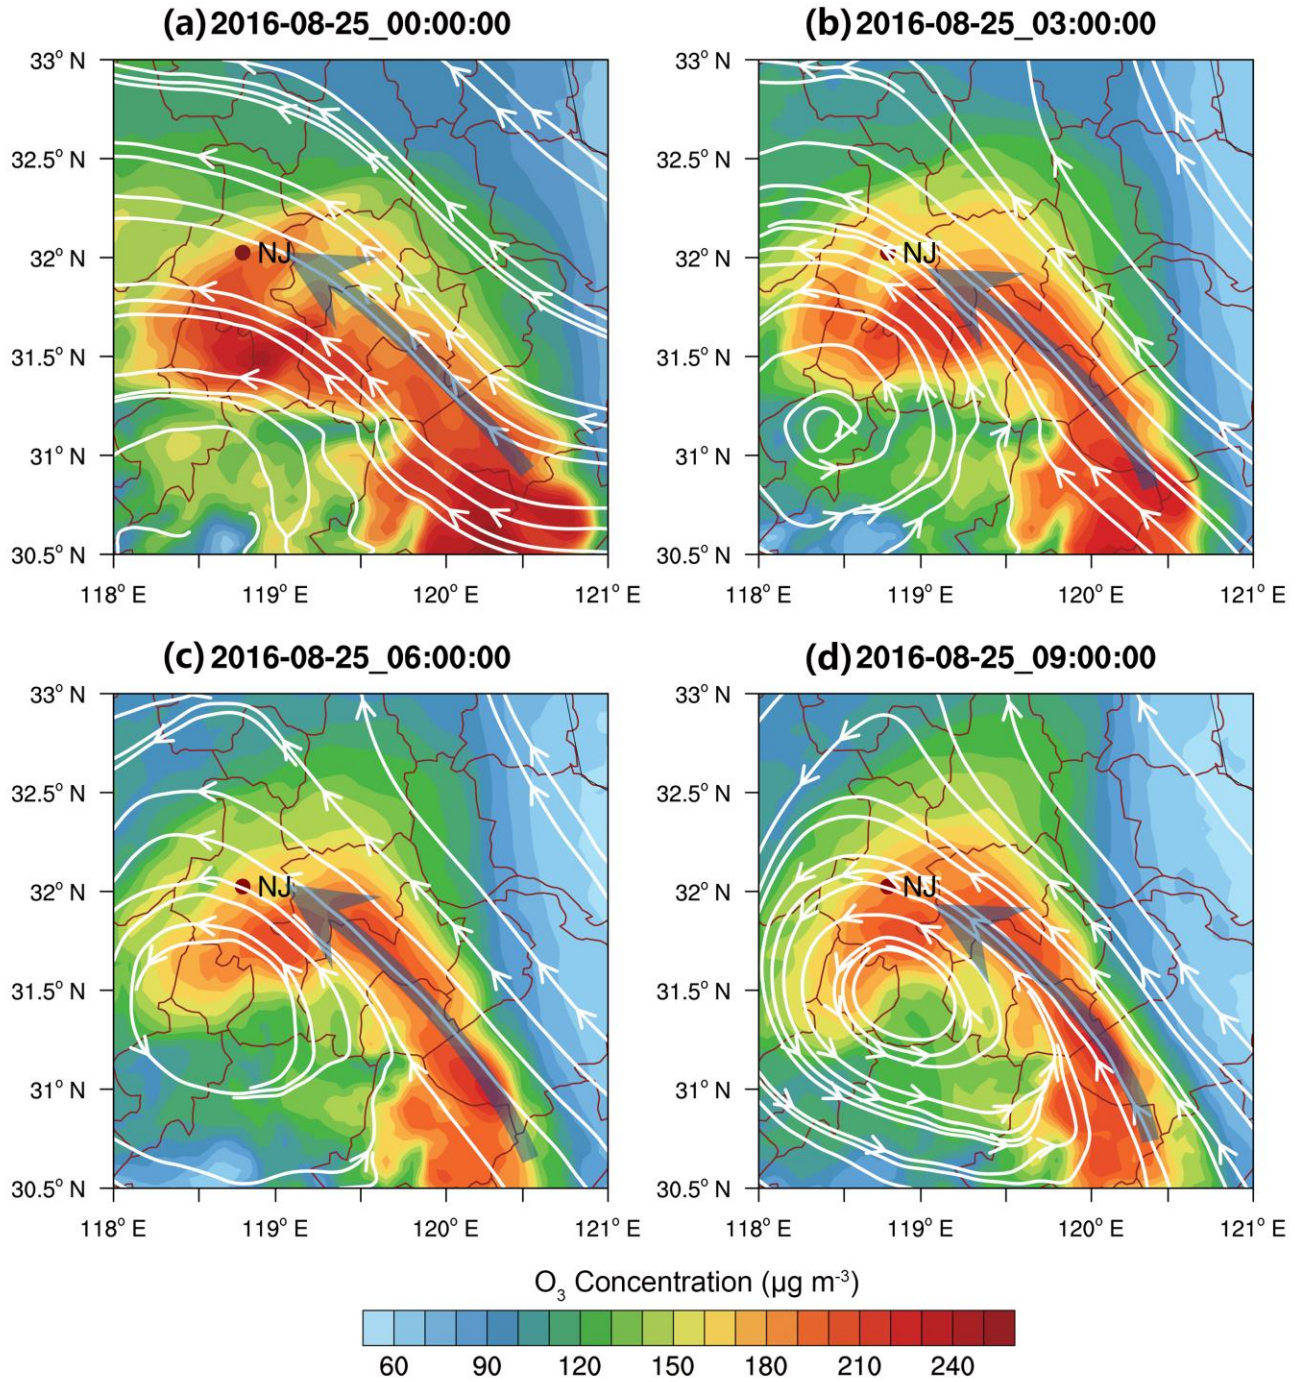 (a) 2016-08-25_00:00:00
33° N
32.5° N
32° N
31.5° N
31° N
30.5° N
NJ
118° E 119° E 120° E 121° E
(b) 2016-08-25_03:00:00
33° N
32.5° N
32° N
31.5° N
31° N
30.5° N
NJ
118° E 119° E 120° E 121° E
(c) 2016-08-25_06:00:00
33° N
32.5° N
32° N
31.5° N
31° N
30.5° N
NJ
118° E 119° E 120° E 121° E
(d) 2016-08-25_09:00:00
33° N
32.5° N
32° N
31.5° N
31° N
30.5° N
NJ
118° E 119° E 120° E 121° E
O₃ Concentration (µg m⁻³)
60 90 120 150 180 210 240